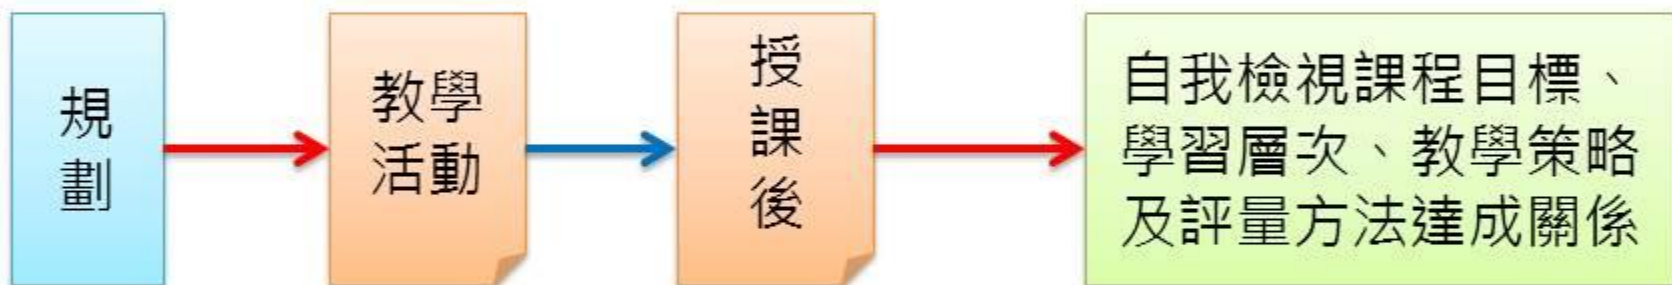 規
劃
教學
活動
授
課
後
自我檢視課程目標、
學習層次、教學策略
及評量方法達成關係